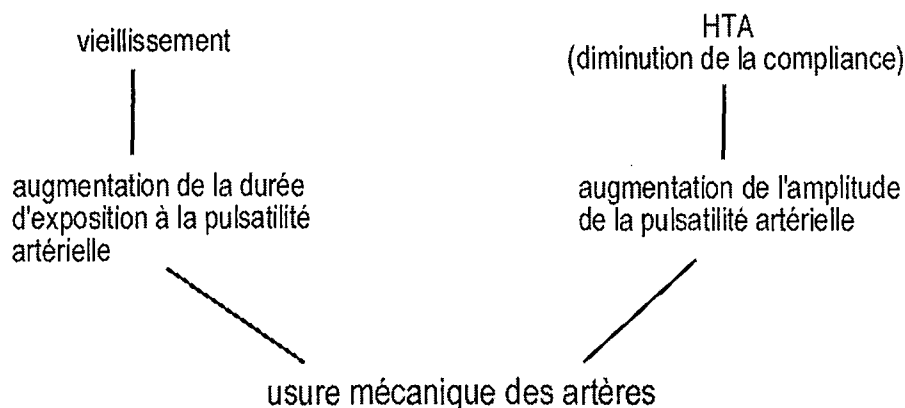 vieillissement
HTA
(diminution de la compliance)
augmentation de la durée
d'exposition à la pulsatilité
artérielle
augmentation de l'amplitude
de la pulsatilité artérielle
usure mécanique des artères